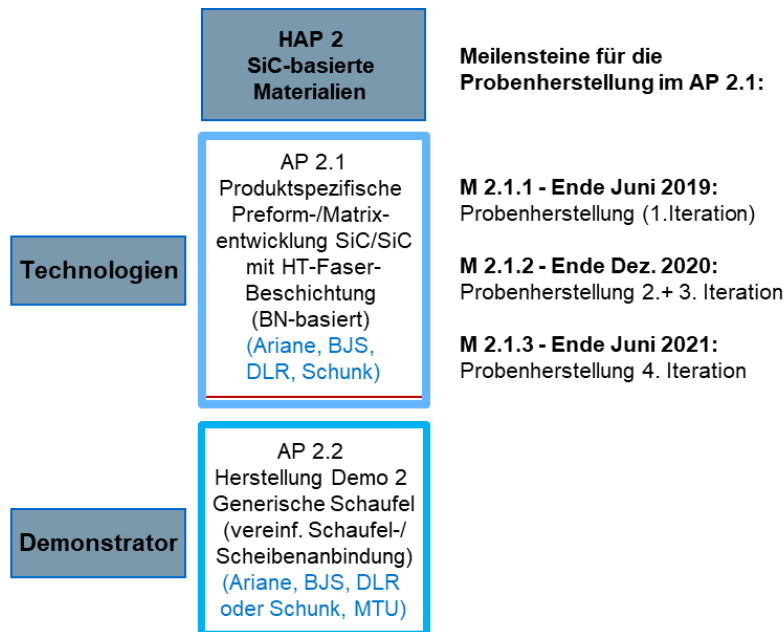 HAP 2
SiC-basierte
Materialien
Meilensteine für die
Probenherstellung im AP 2.1:
Technologien
AP 2.1
Produktspezifische
Preform-/Matrix-
entwicklung SiC/SiC
mit HT-Faser-
Beschichtung
(BN-basiert)
(Ariane, BJS,
DLR, Schunk)
M 2.1.1 - Ende Juni 2019:
Probenherstellung (1.Iteration)
M 2.1.2 - Ende Dez. 2020:
Probenherstellung 2.+ 3. Iteration
M 2.1.3 - Ende Juni 2021:
Probenherstellung 4. Iteration
Demonstrator
AP 2.2
Herstellung Demo 2
Generische Schaufel
(vereinf. Schaufel-/
Scheibenanbindung)
(Ariane, BJS, DLR
oder Schunk, MTU)